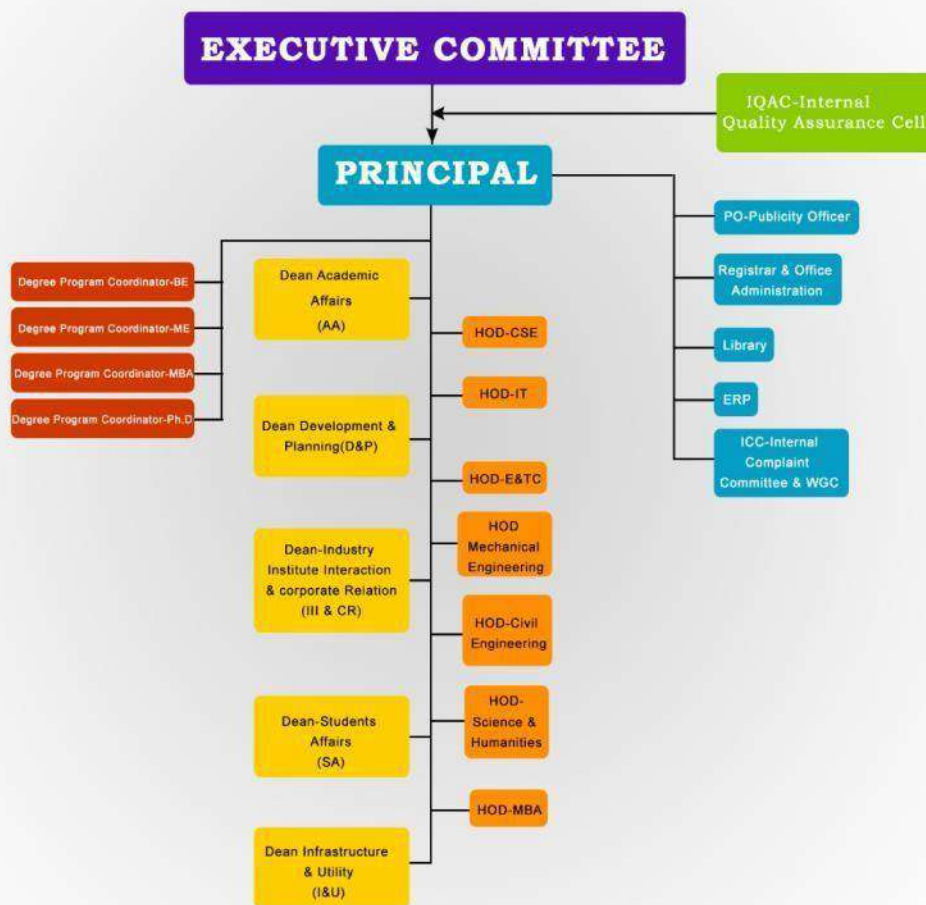 EXECUTIVE COMMITTEE
IQAC-Internal
Quality Assurance Cell
PRINCIPAL
PO-Publicity Officer
Registrar & Office
Administration
Library
ERP
ICC-Internal
Complaint
Committee & WGC
Degree Program Coordinator-BE
Degree Program Coordinator-ME
Degree Program Coordinator-MBA
Degree Program Coordinator-Ph.D
Dean Academic
Affairs
(AA)
Dean Development &
Planning(D&P)
Dean-Industry
Institute Interaction
& corporate Relation
(III & CR)
Dean-Students
Affairs
(SA)
Dean Infrastructure
& Utility
(I&U)
HOD-CSE
HOD-IT
HOD-E&TC
HOD
Mechanical
Engineering
HOD-Civil
Engineering
HOD-
Science &
Humanities
HOD-MBA